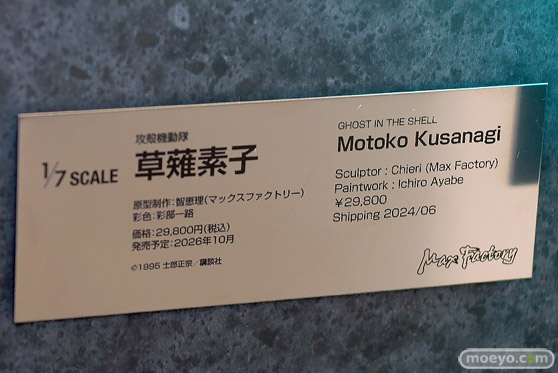 1/7 SCALE
攻殻機動隊
草薙素子
原型制作:智恵理(マックスファクトリー)
彩色:彩部一路
価格:29,800円(税込)
発売予定:2026年10月
©1995 士郎正宗/講談社
GHOST IN THE SHELL
Motoko Kusanagi
Sculptor : Chieri (Max Factory)
Paintwork : Ichiro Ayabe
¥29,800
Shipping 2024/06
Max Factory
moeyo.com